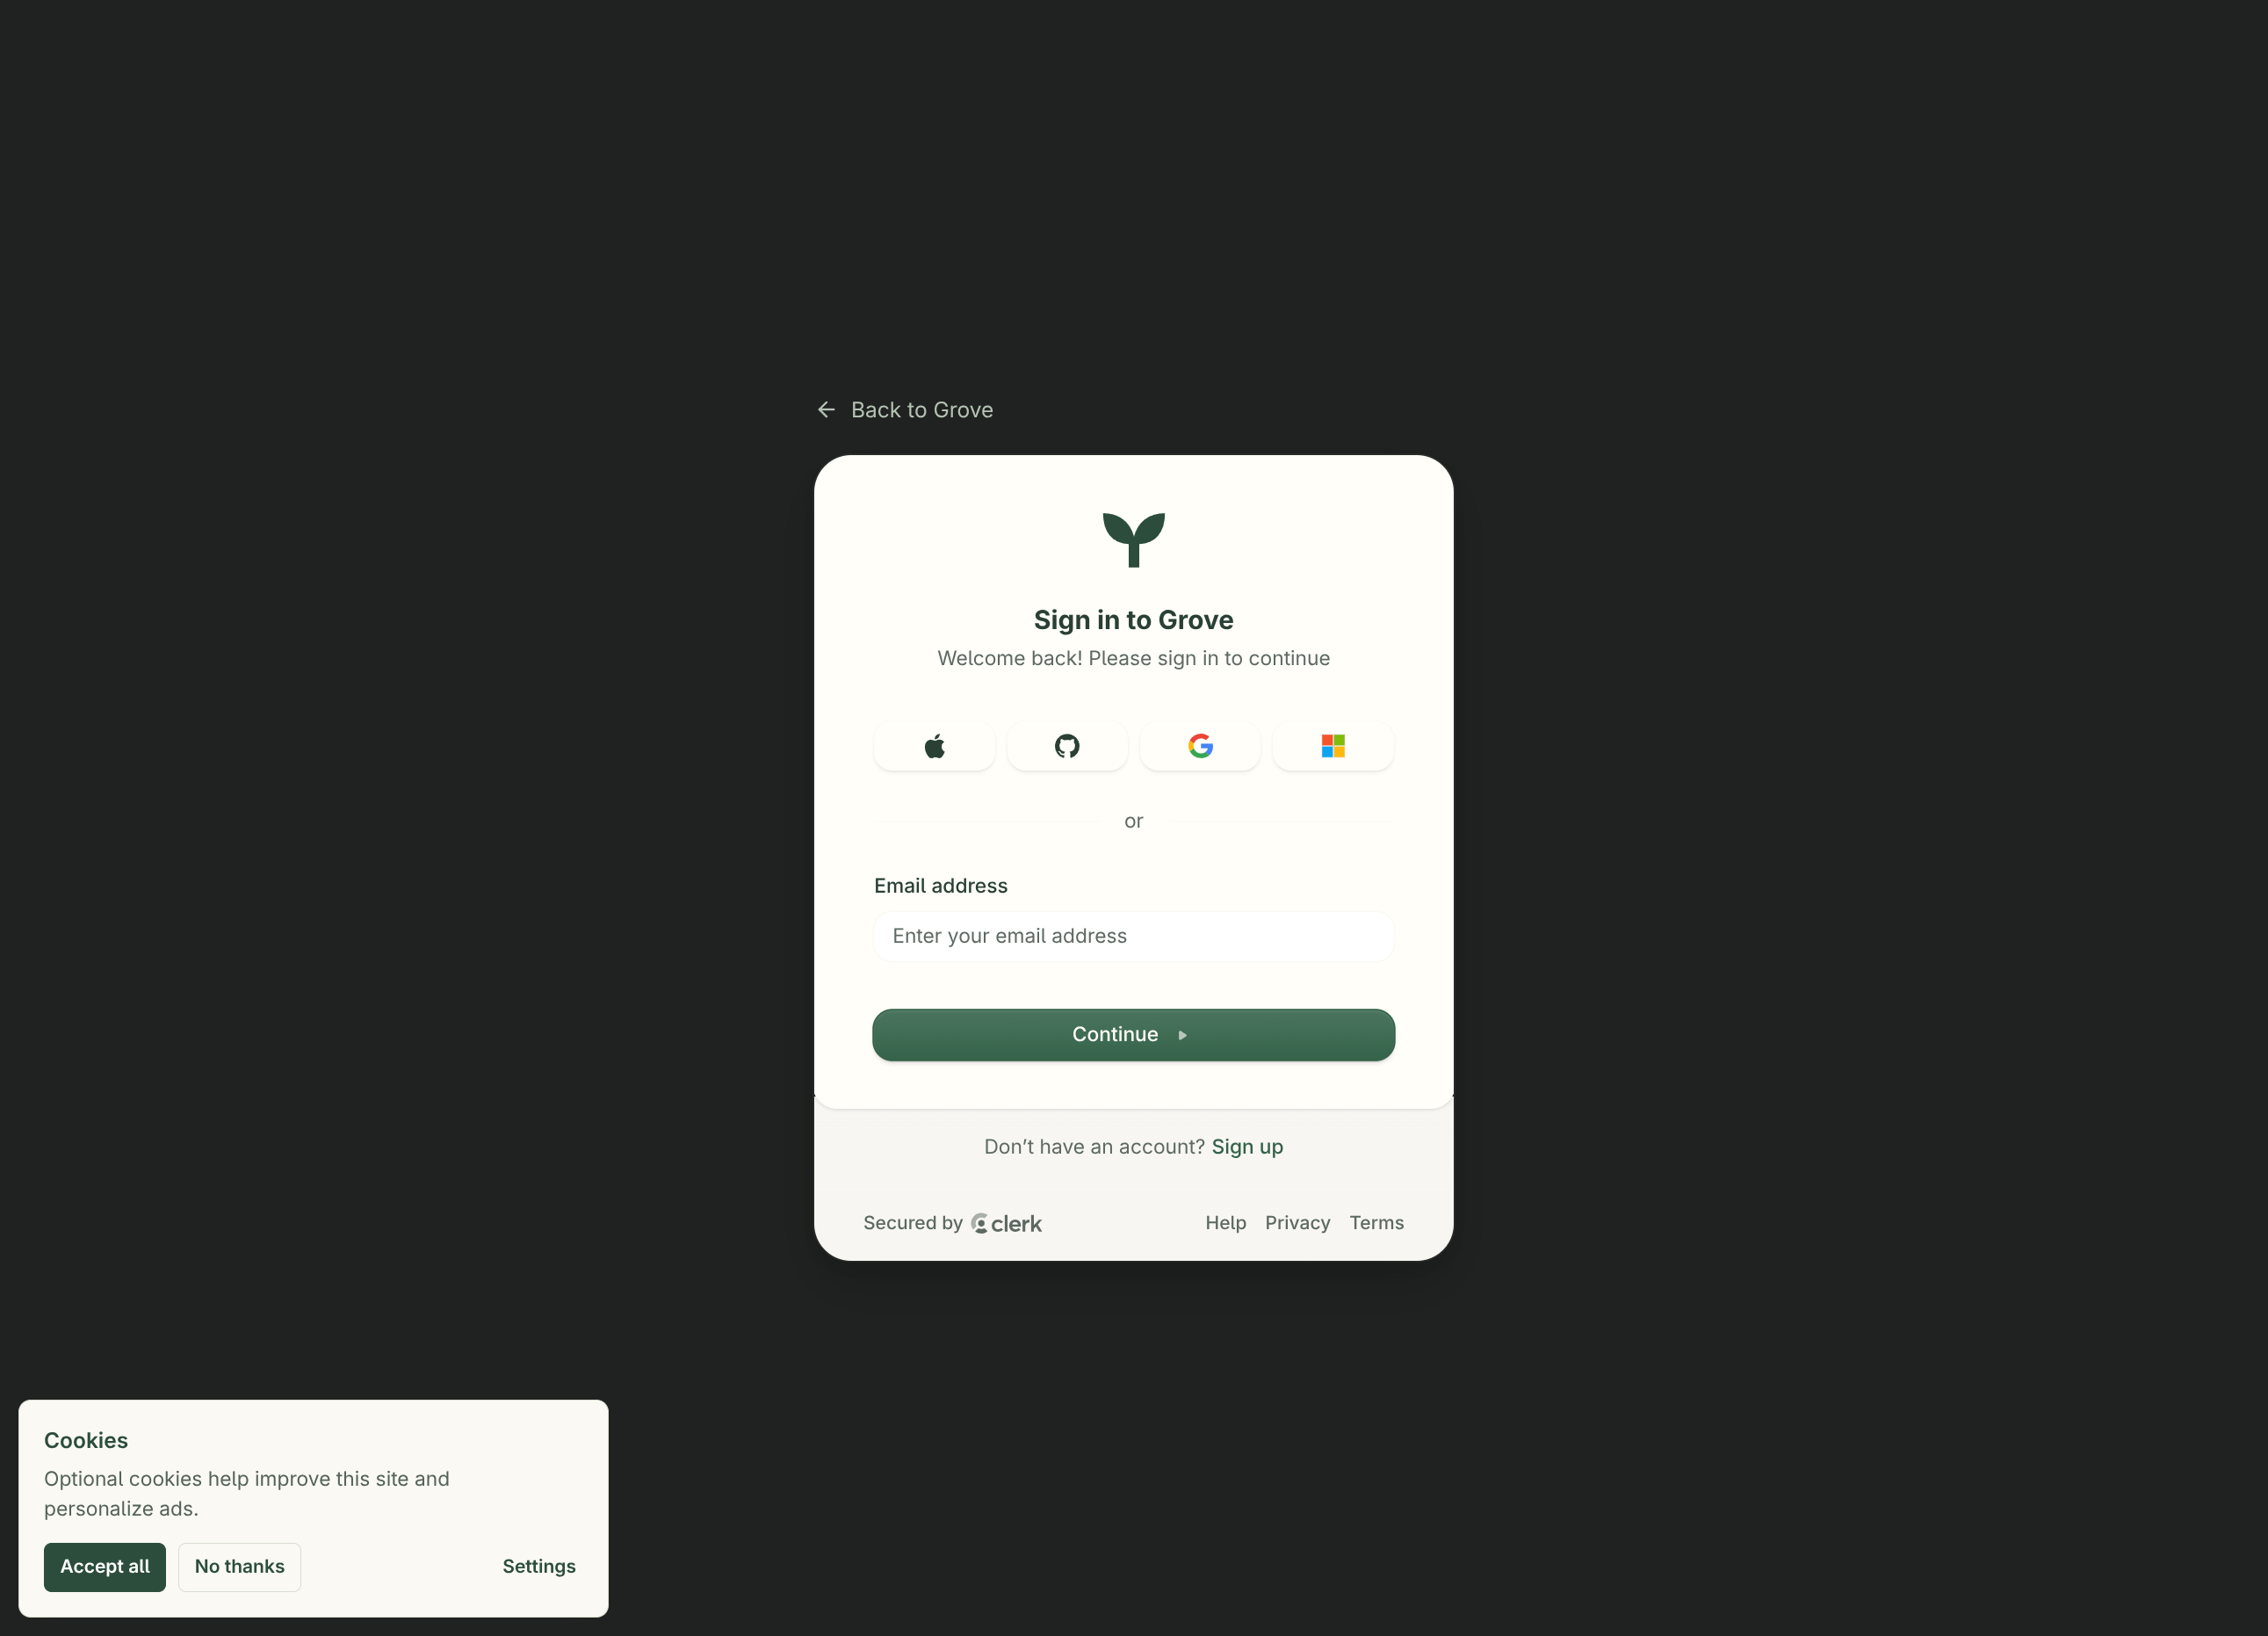 Back to Grove
Sign in to Grove
Welcome back! Please sign in to continue
or
Email address
Enter your email address
Continue
Don’t have an account? Sign up
Secured by clerk
Help Privacy Terms
Cookies
Optional cookies help improve this site and
personalize ads.
Accept all No thanks Settings